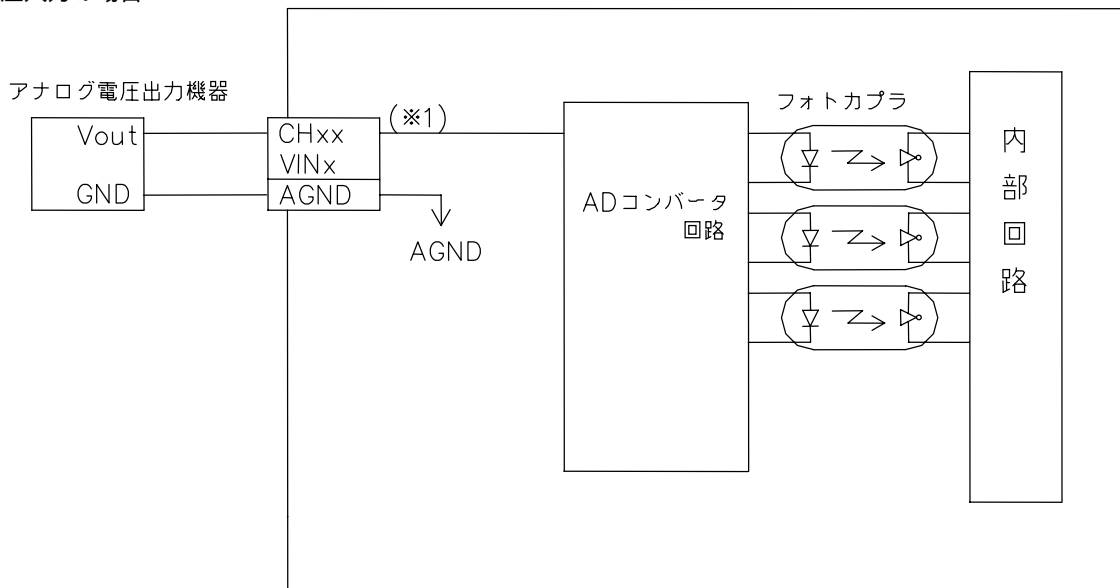 アナログ電圧出力機器
Vout
GND
CHxx
VINx
AGND
(※1)
AGND
ADコンバータ
回路
フォトカプラ
内
部
回
路